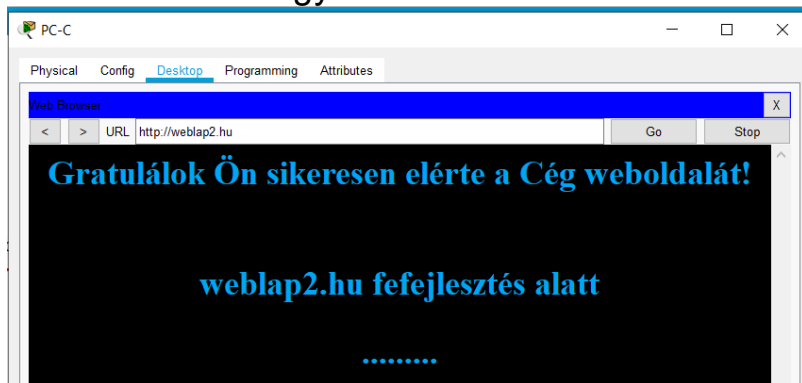 gy
PC-C
Physical Config Desktop Programming Attributes
Web Browser X
< > URL http://weblap2.hu Go Stop
Gratulálok Ön sikeresen elérte a Cég weboldalát!
weblap2.hu fefejlesztés alatt
.........